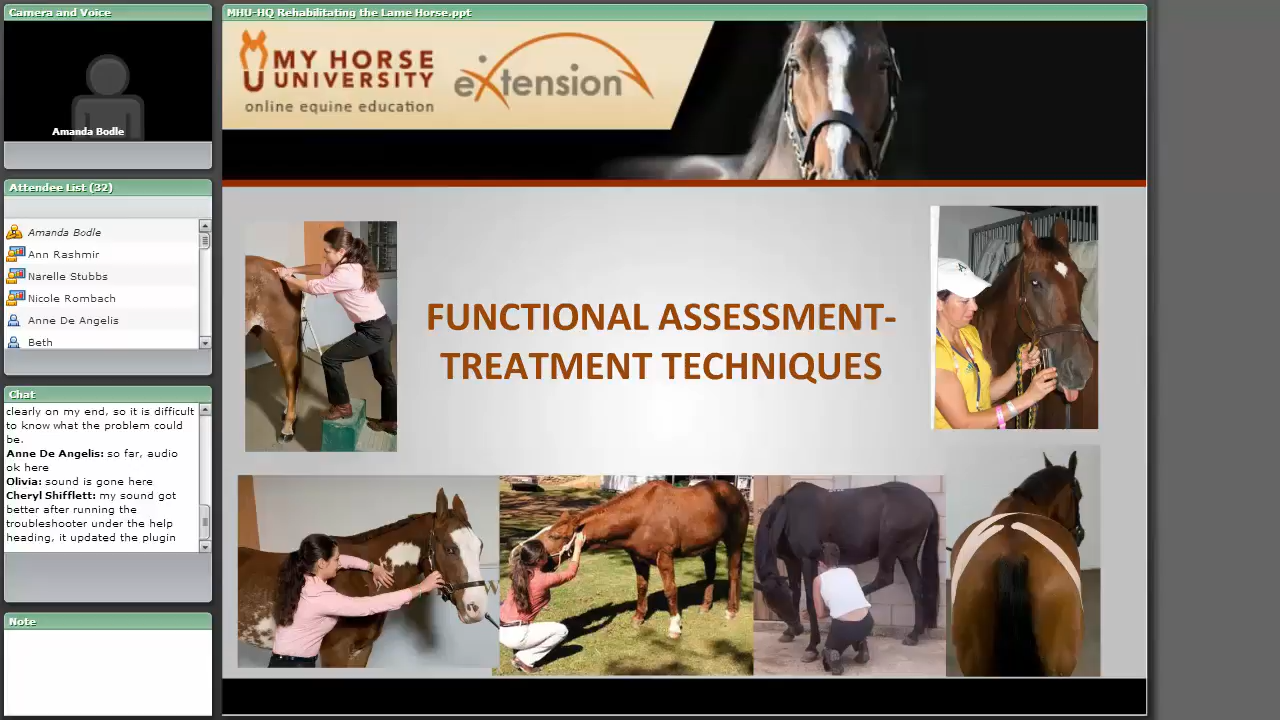 Camera and Voice
Amanda Bodle
Attendee List (32)
Amanda Bodle
Ann Rashmir
Narelle Stubbs
Nicole Rombach
Anne De Angelis
Beth
Chat
clearly on my end, so it is difficult
to know what the problem could
be.
Anne De Angelis: so far, audio
ok here
Olivia: sound is gone here
Cheryl Shifflett: my sound got
better after running the
troubleshooter under the help
heading, it updated the plugin
Note
MHU-HQ Rehabilitating the Lame Horse.ppt
MY HORSE
UNIVERSITY
online equine education
eXtension
FUNCTIONAL ASSESSMENT-
TREATMENT TECHNIQUES